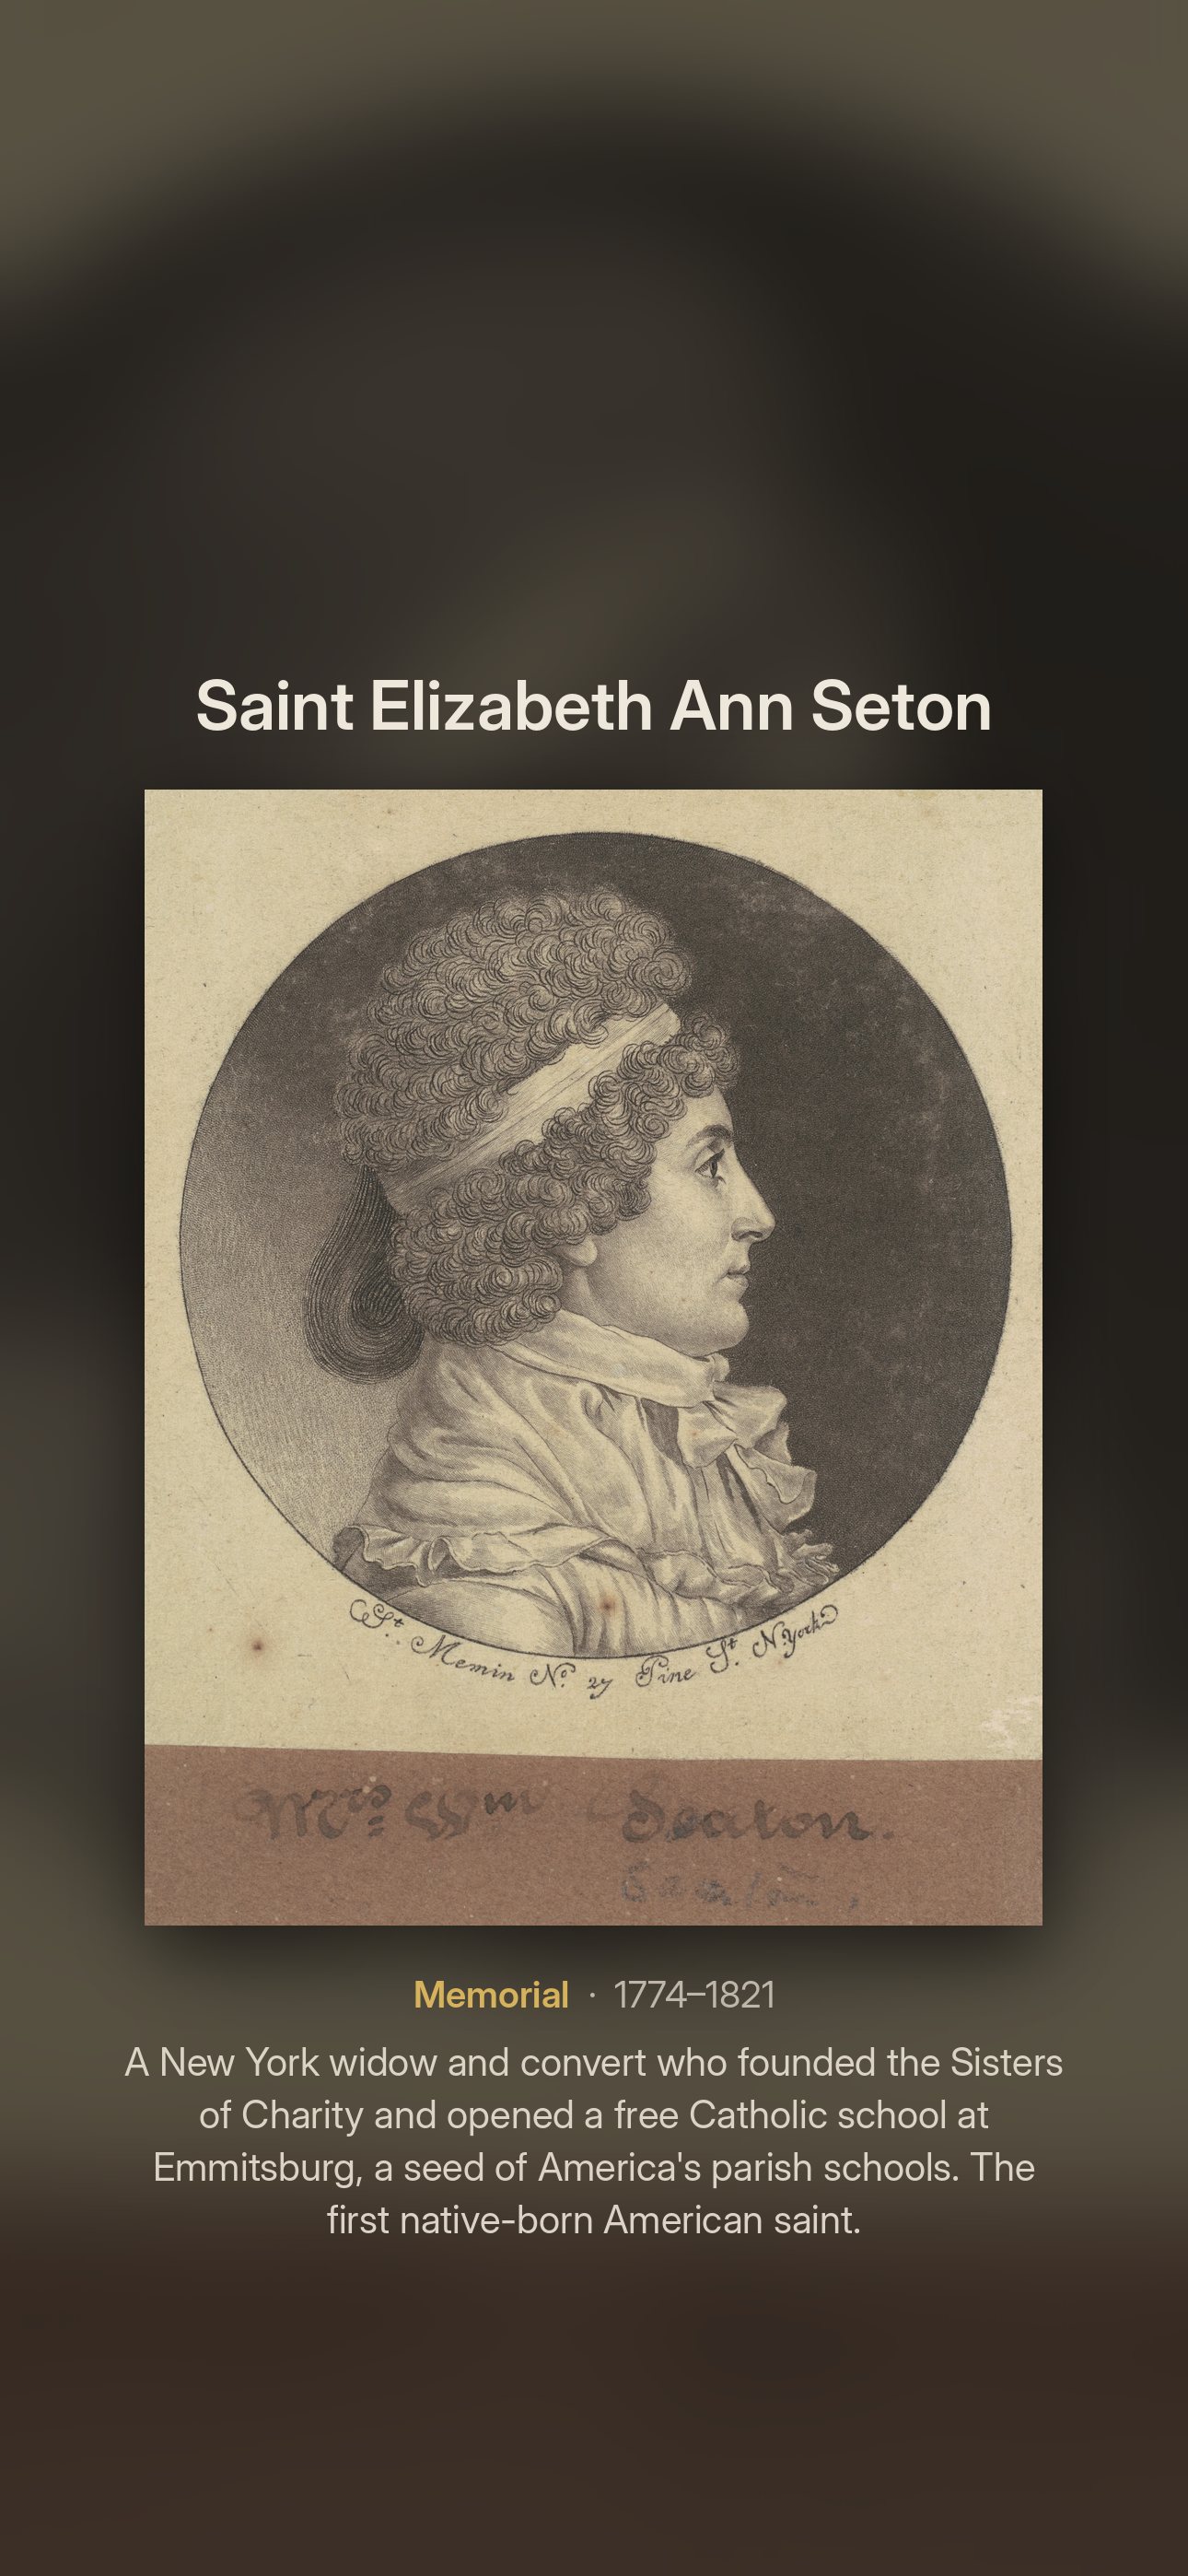 Saint Elizabeth Ann Seton
St. Memin No. 27 Pine St. N. York
Mrs Wm Seaton.
Memorial · 1774–1821
A New York widow and convert who founded the Sisters
of Charity and opened a free Catholic school at
Emmitsburg, a seed of America's parish schools. The
first native-born American saint.